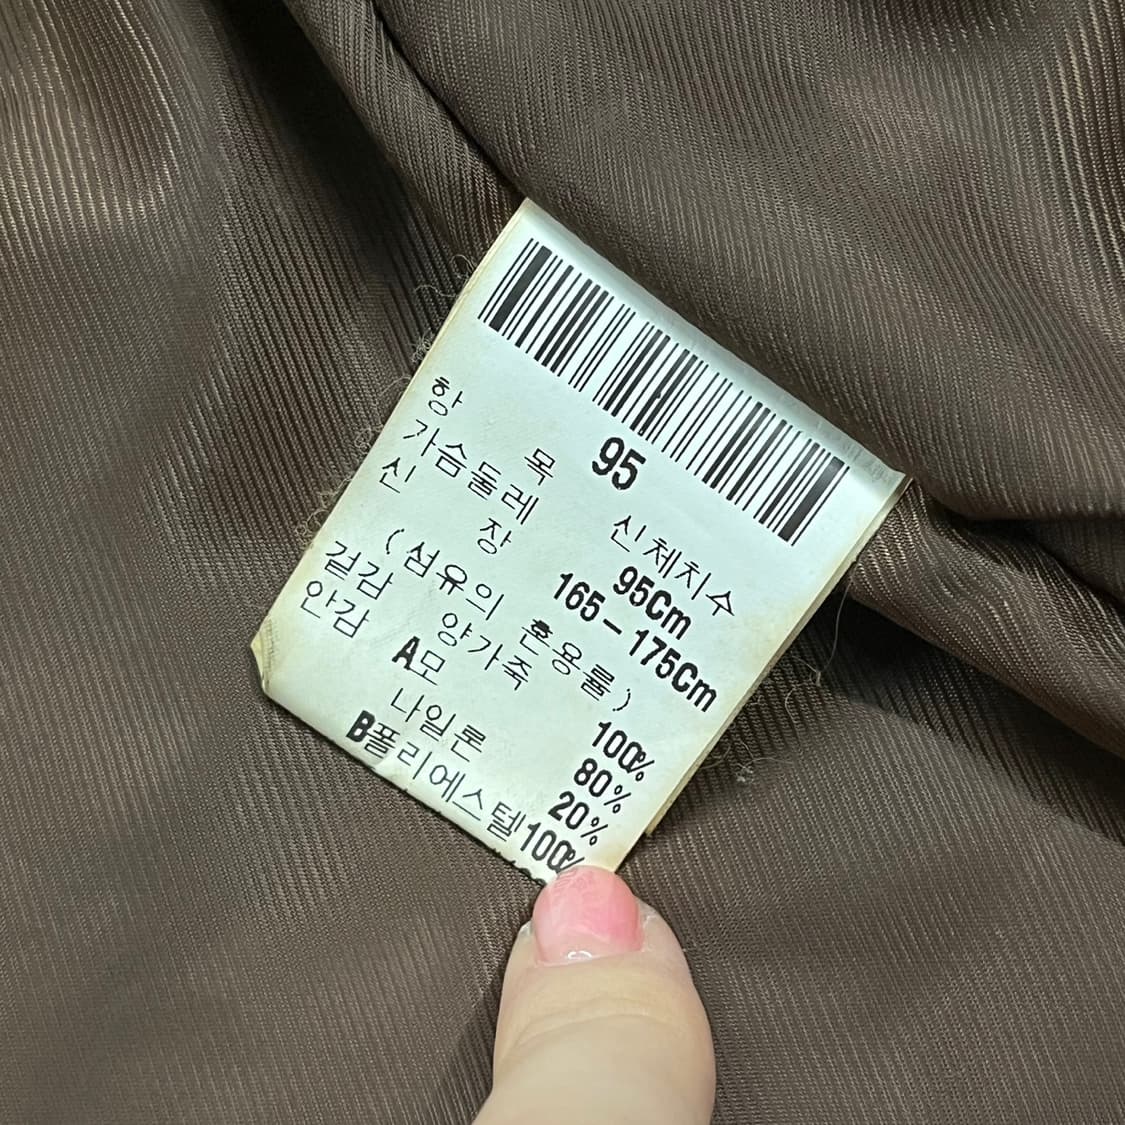 95
항 목 신체치수
가슴둘레 95Cm
신 장 165-175Cm
(섬유의 혼용률)
겉감 양가죽 100%
안감 A모 80%
나일론 20%
B폴리에스텔 100%